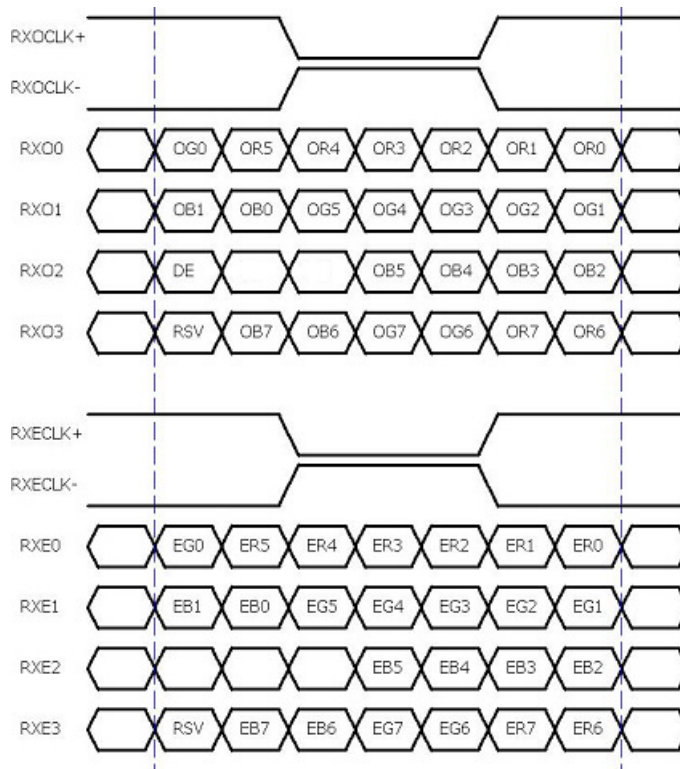 RXOCLK+
RXOCLK-
RXO0 OG0 OR5 OR4 OR3 OR2 OR1 OR0
RXO1 OB1 OB0 OG5 OG4 OG3 OG2 OG1
RXO2 DE OB5 OB4 OB3 OB2
RXO3 RSV OB7 OB6 OG7 OG6 OR7 OR6
RXECLK+
RXECLK-
RXE0 EG0 ER5 ER4 ER3 ER2 ER1 ER0
RXE1 EB1 EB0 EG5 EG4 EG3 EG2 EG1
RXE2 EB5 EB4 EB3 EB2
RXE3 RSV EB7 EB6 EG7 EG6 ER7 ER6